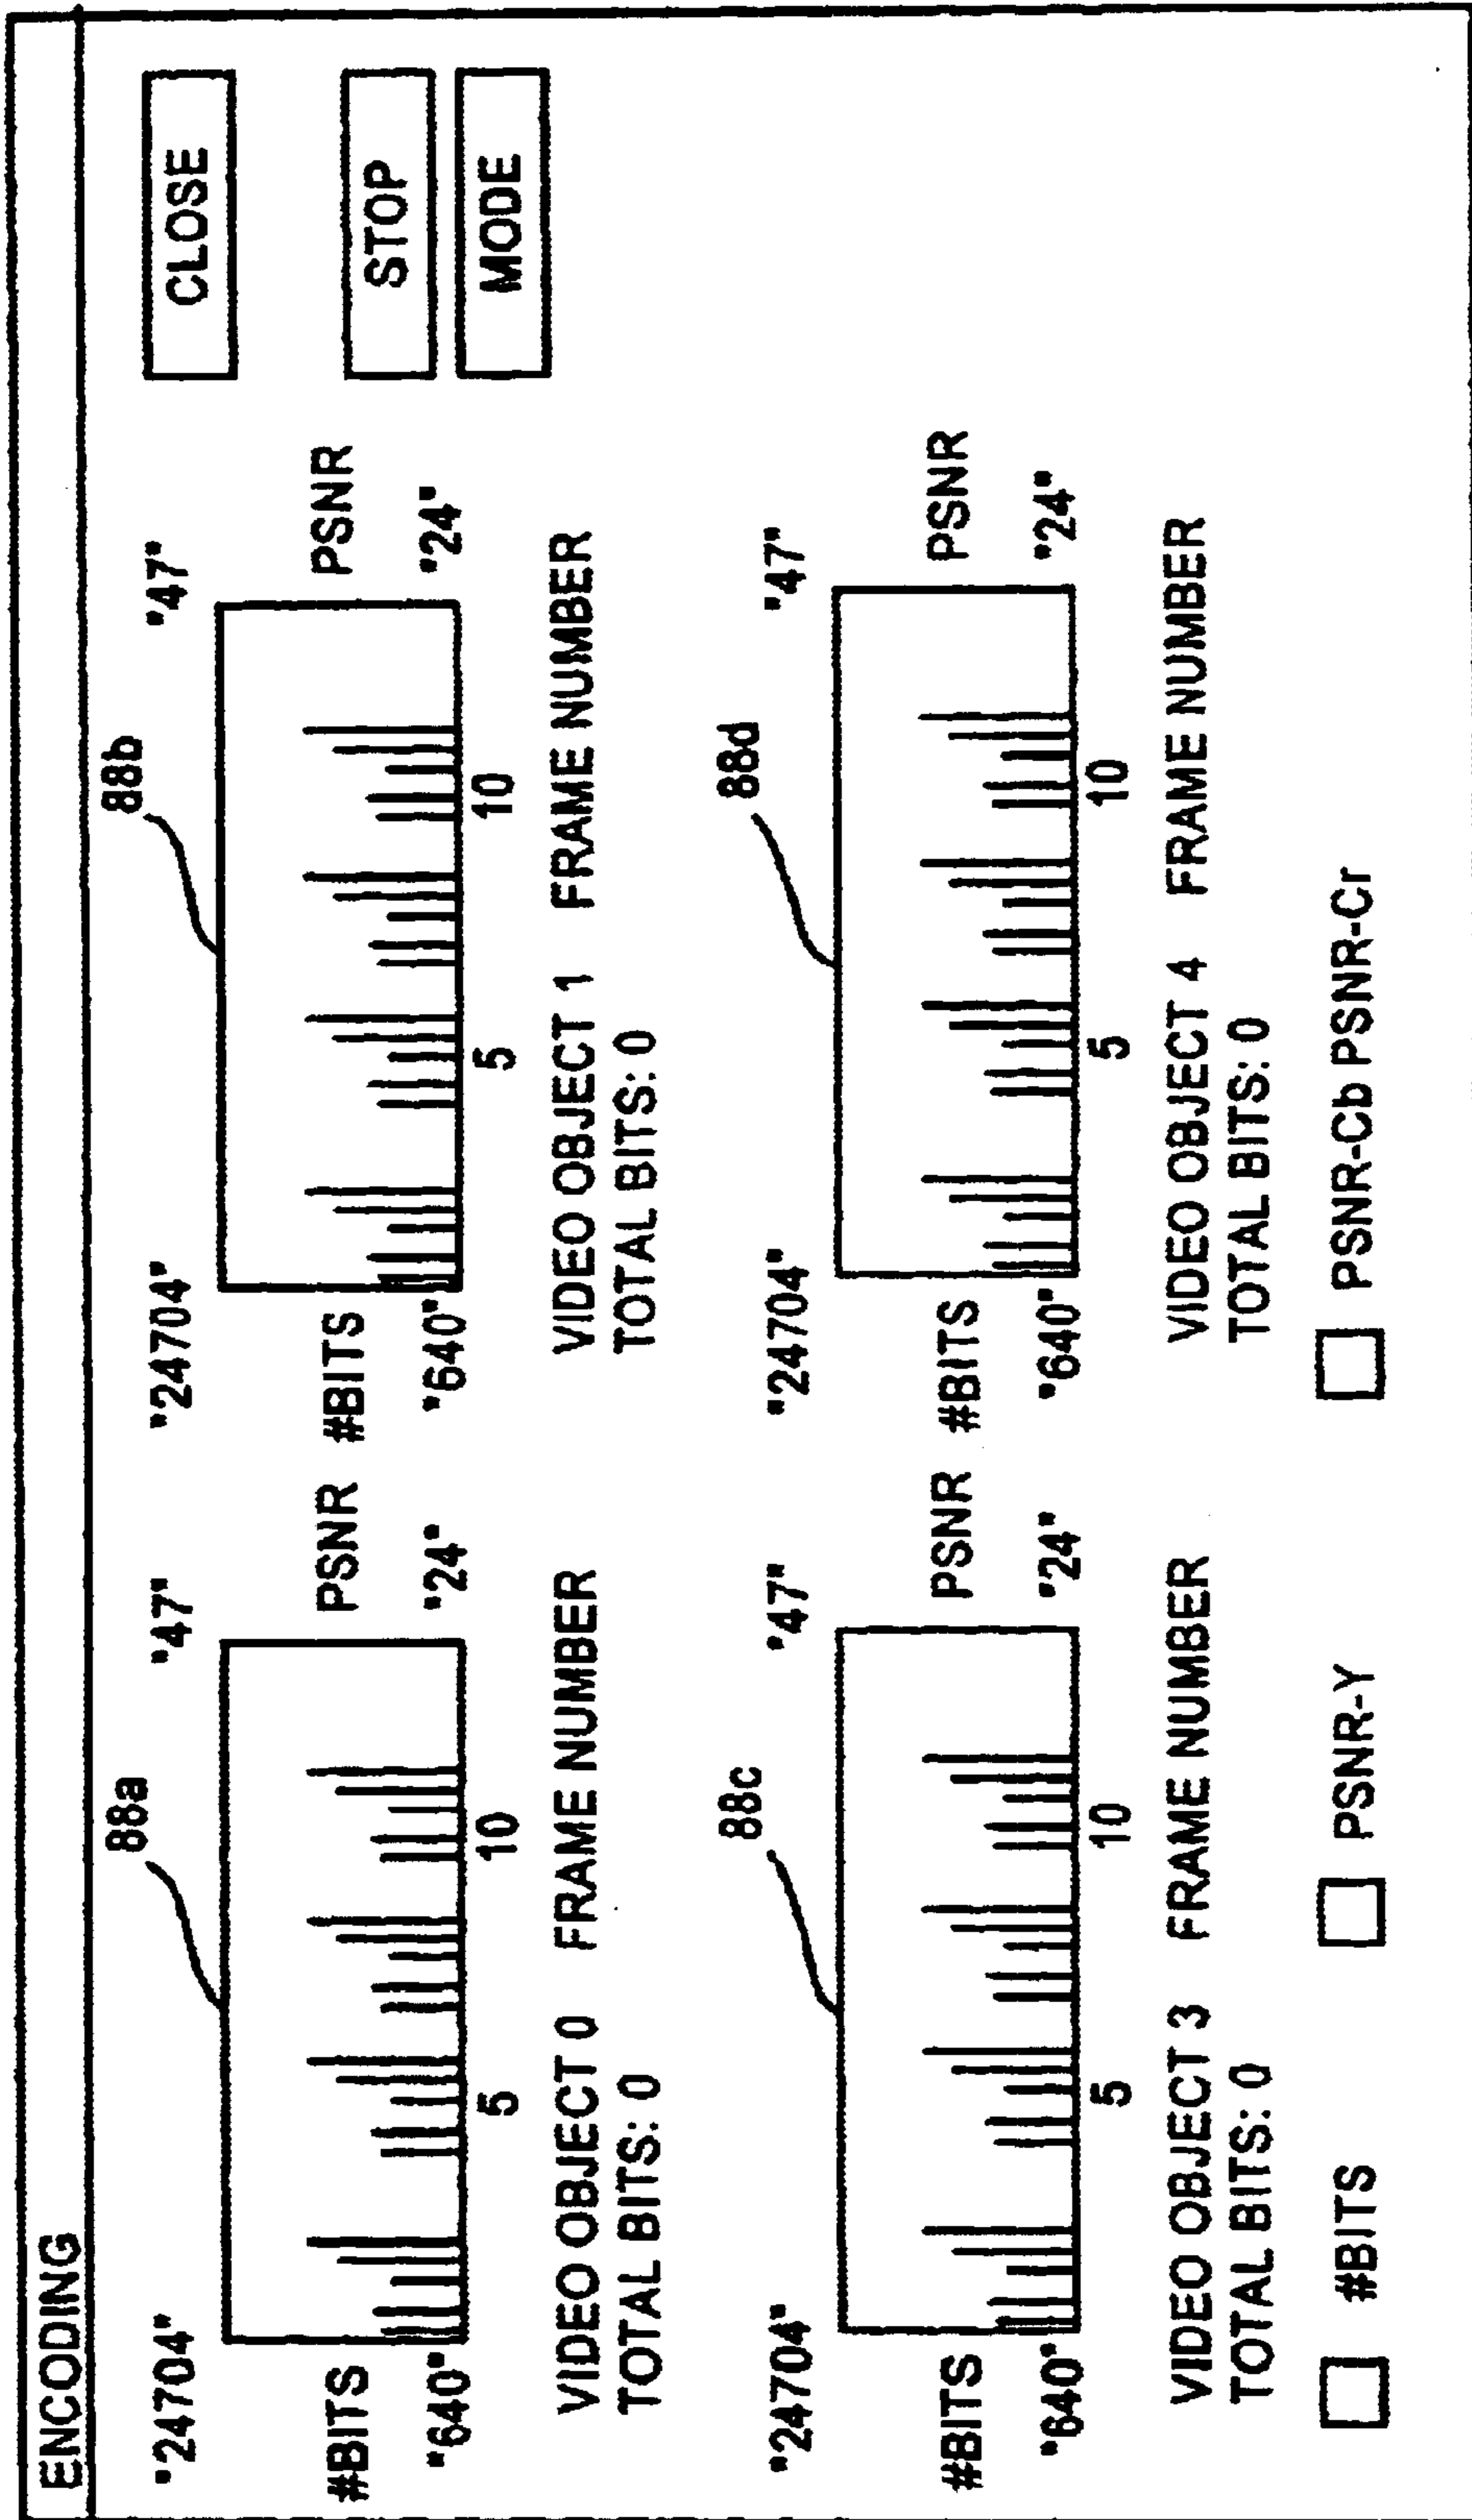 ENCODING
CLOSE
STOP
MODE
88a
"24704"
"47"
#BITS
PSNR
"640"
"24"
5
10
VIDEO OBJECT 0 FRAME NUMBER
TOTAL BITS: 0
88b
"24704"
"47"
#BITS
PSNR
"640"
"24"
5
10
VIDEO OBJECT 1 FRAME NUMBER
TOTAL BITS: 0
88c
"24704"
"47"
#BITS
PSNR
"640"
"24"
5
10
VIDEO OBJECT 3 FRAME NUMBER
TOTAL BITS: 0
88d
"24704"
"47"
#BITS
PSNR
"640"
"24"
5
10
VIDEO OBJECT 4 FRAME NUMBER
TOTAL BITS: 0
#BITS
PSNR-Y
PSNR-Cb PSNR-Cr